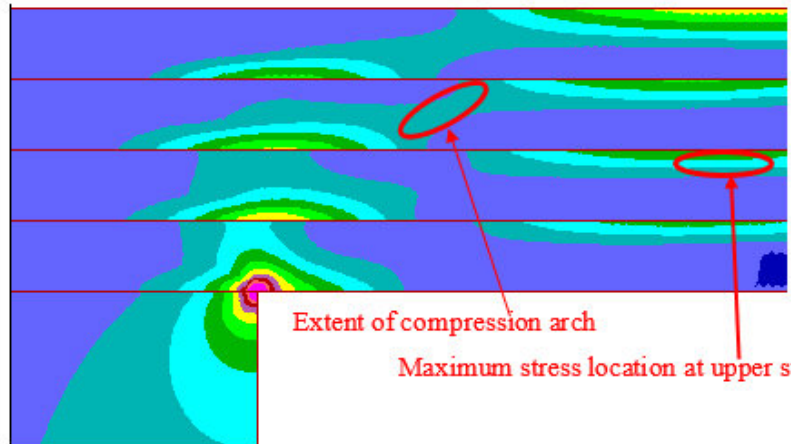 Extent of compression arch
Maximum stress location at upper s